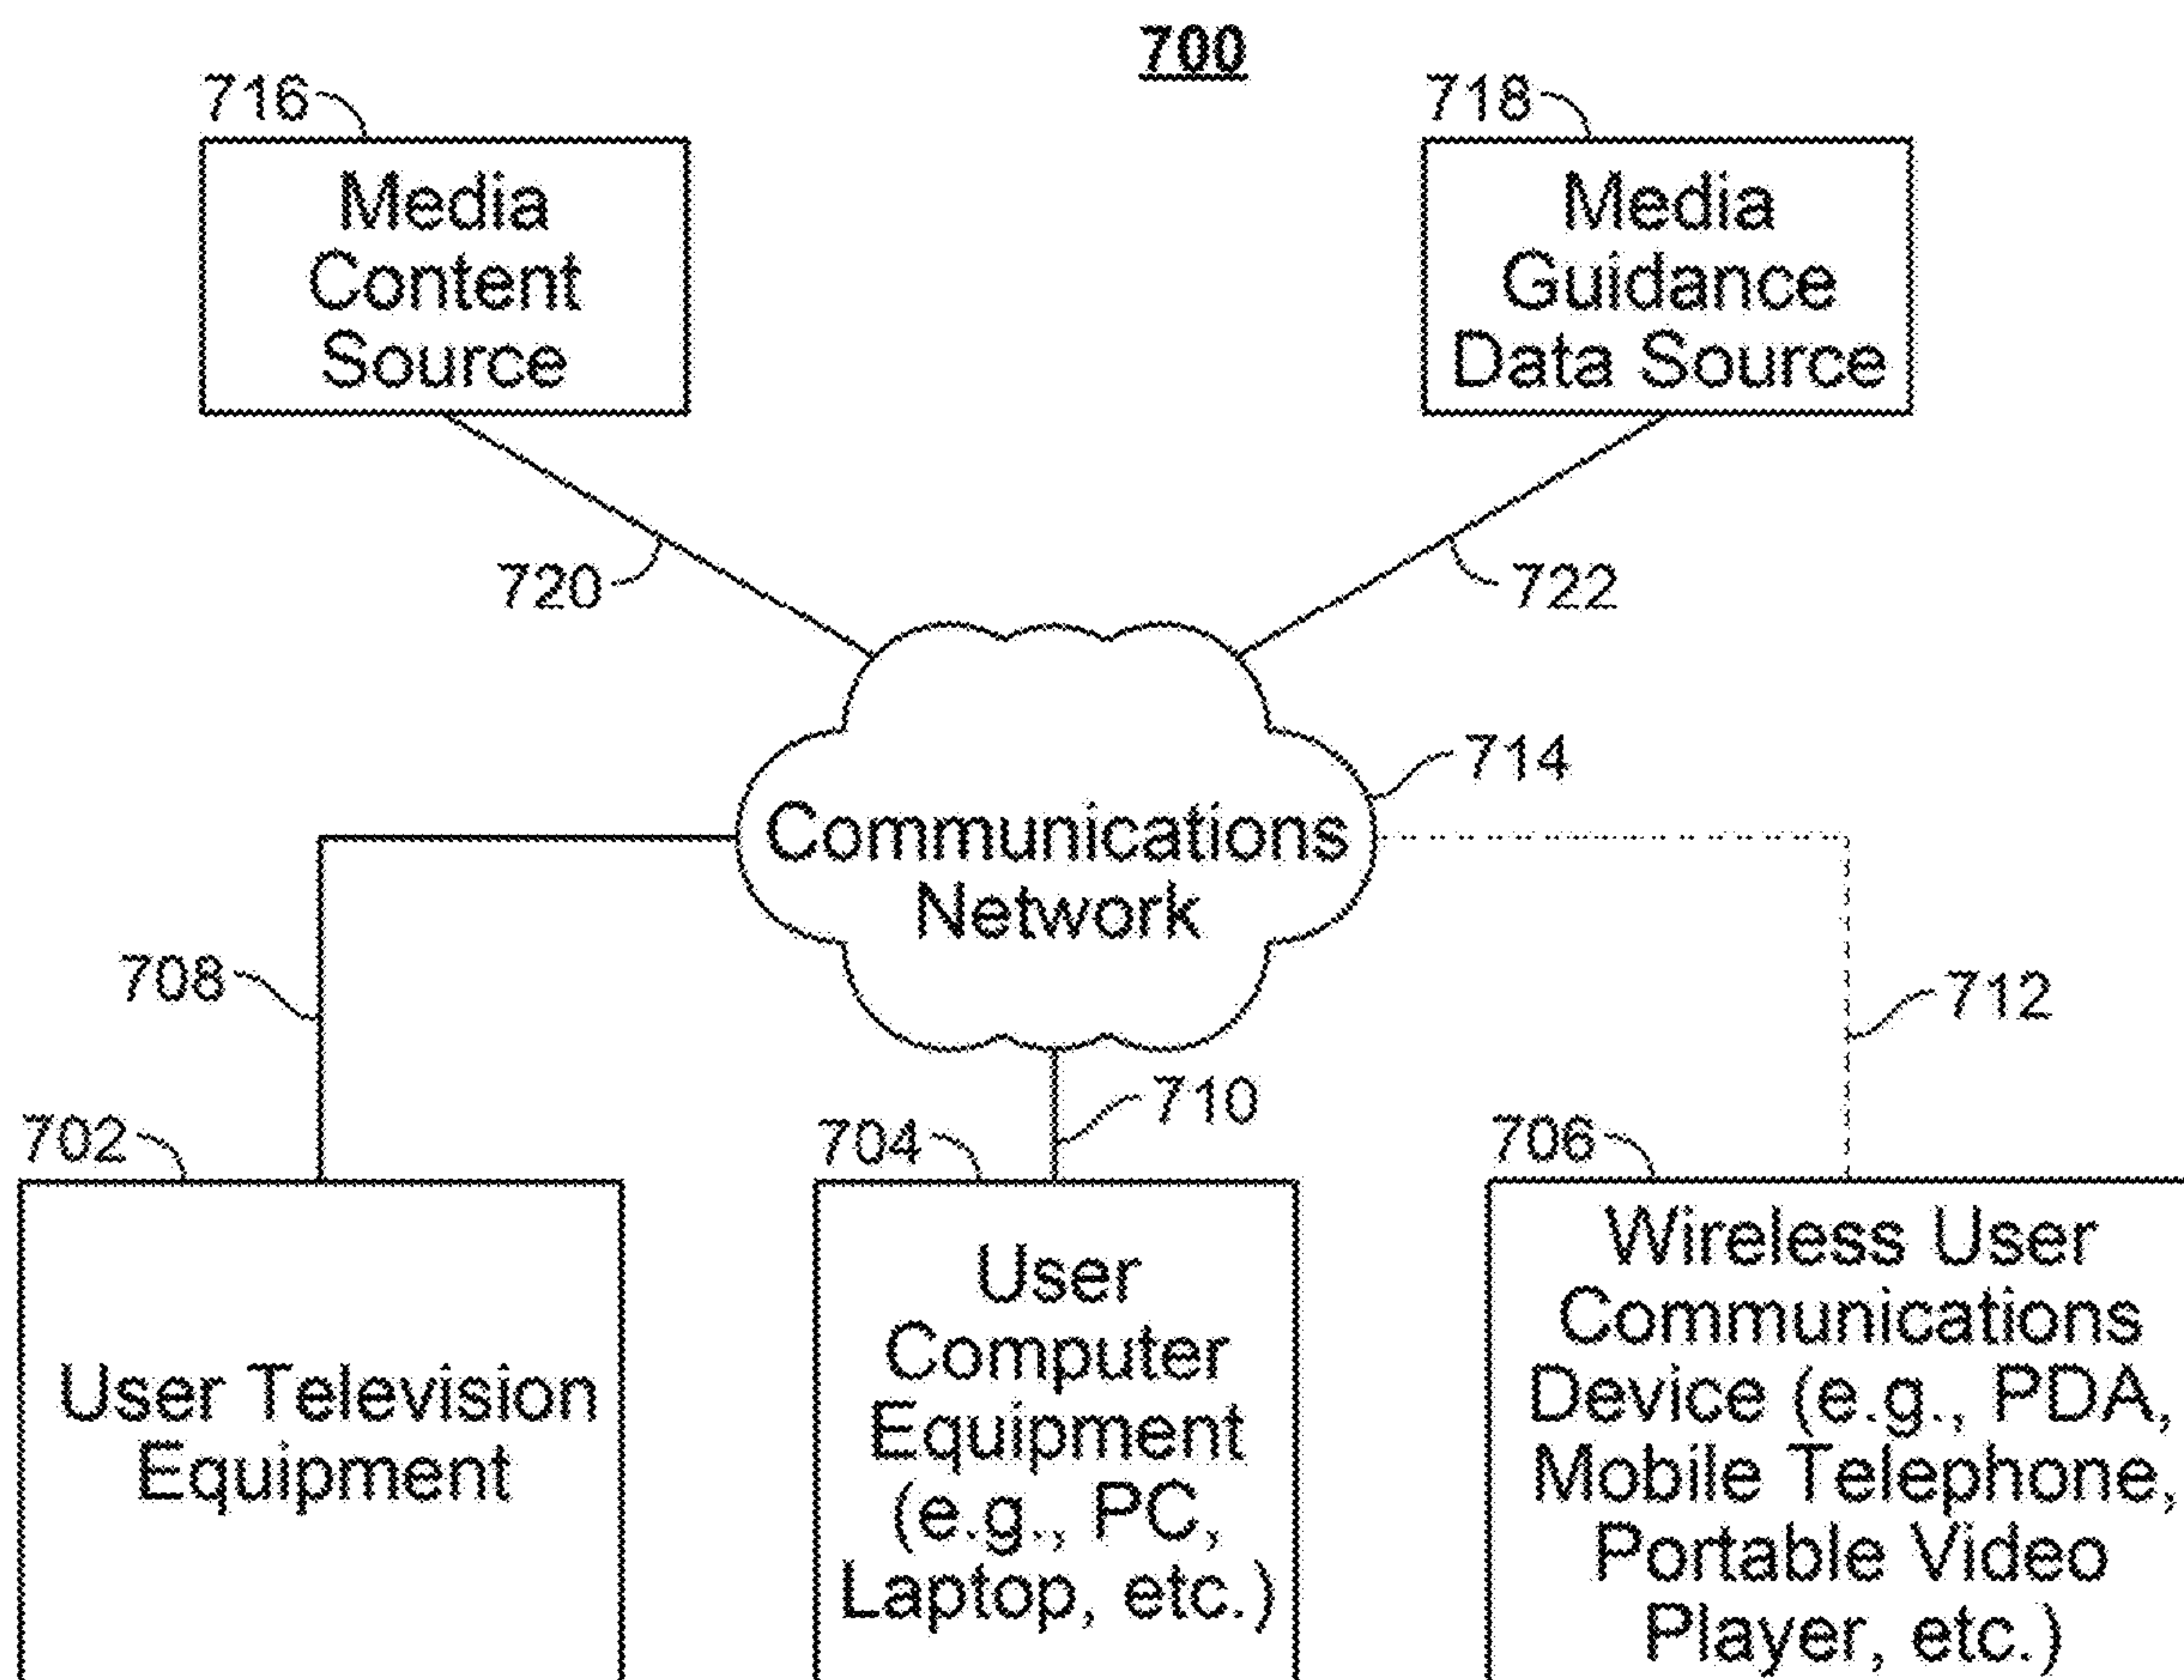 700
716
718
Media
Content
Source
Media
Guidance
Data Source
720
722
714
Communications
Network
708
712
710
702
704
706
User Television
Equipment
User
Computer
Equipment
(e.g., PC,
Laptop, etc.)
Wireless User
Communications
Device (e.g., PDA,
Mobile Telephone,
Portable Video
Player, etc.)